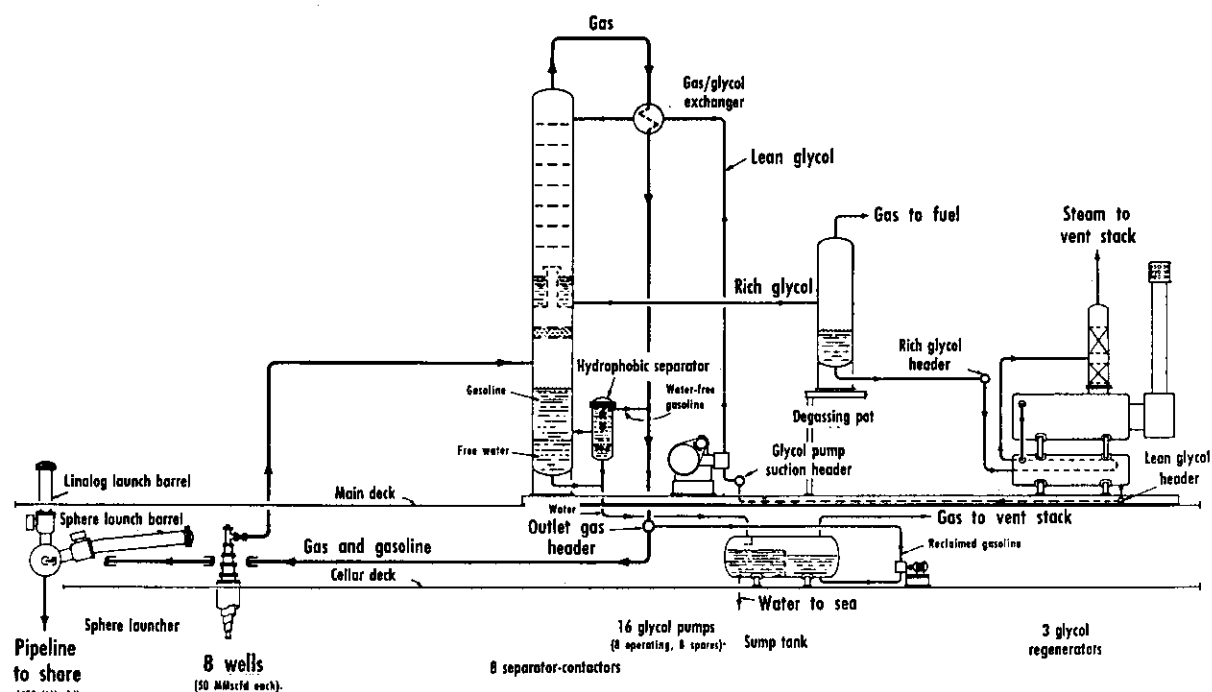 Gas
Gas/glycol
exchanger
Lean glycol
Gas to fuel
Steam to
vent stack
Rich glycol
Rich glycol
header
Hydrophobic separator
Gasoline
Water-free
gasoline
Degassing pot
Free water
Glycol pump
suction header
Lean glycol
header
Linalog launch barrel
Main deck
Sphere launch barrel
Water
Outlet gas
header
Gas to vent stack
Reclaimed gasoline
Gas and gasoline
Cellar deck
Water to sea
Sphere launcher
16 glycol pumps
(8 operating, 8 spares)·
Sump tank
3 glycol
regenerators
Pipeline
to shore
8 wells
(50 MMscfd each)·
8 separator-contactors